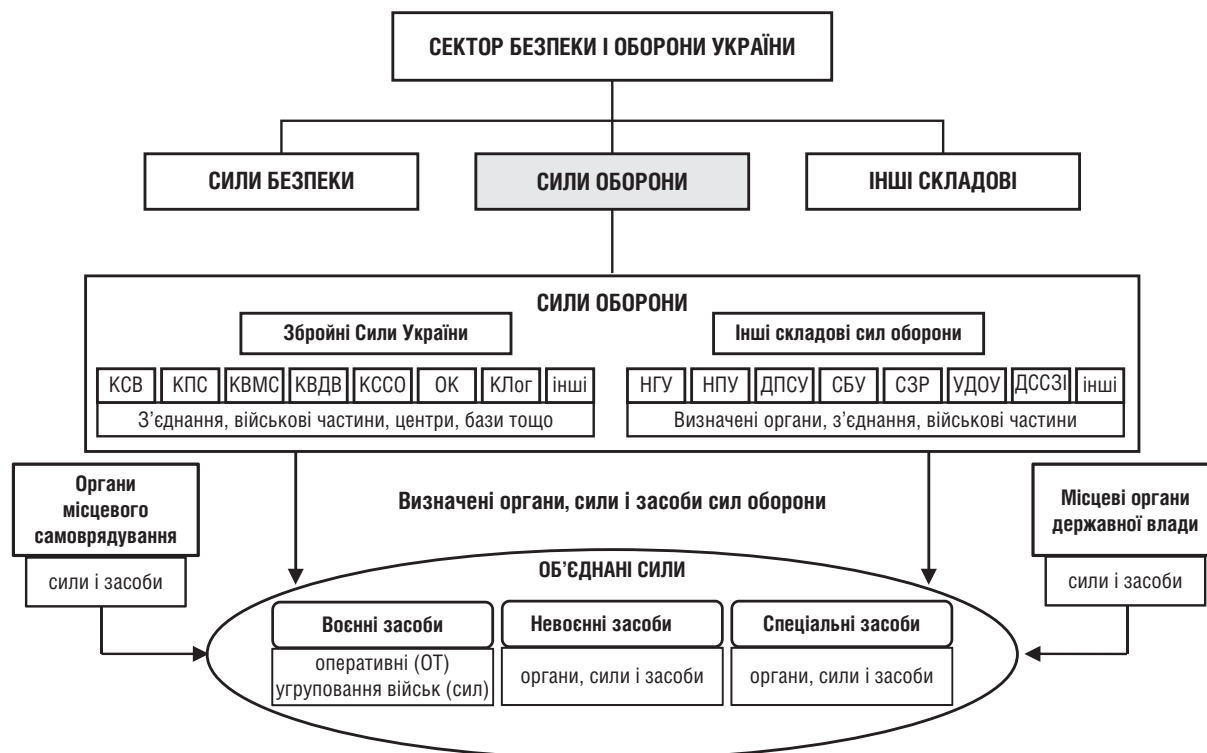 СЕКТОР БЕЗПЕКИ І ОБОРОНИ УКРАЇНИ
СИЛИ БЕЗПЕКИ
СИЛИ ОБОРОНИ
ІНШІ СКЛАДОВІ
СИЛИ ОБОРОНИ
Збройні Сили України
Інші складові сил оборони
КСВ КПС КВМС КВДВ КССО ОК КЛог інші
НГУ НПУ ДПСУ СБУ СЗР УДОУ ДССЗІ інші
З’єднання, військові частини, центри, бази тощо
Визначені органи, з’єднання, військові частини
Органи
місцевого
самоврядування
сили і засоби
Визначені органи, сили і засоби сил оборони
Місцеві органи
державної влади
сили і засоби
ОБ’ЄДНАНІ СИЛИ
Воєнні засоби
оперативні (ОТ)
угруповання військ (сил)
Невоєнні засоби
органи, сили і засоби
Спеціальні засоби
органи, сили і засоби